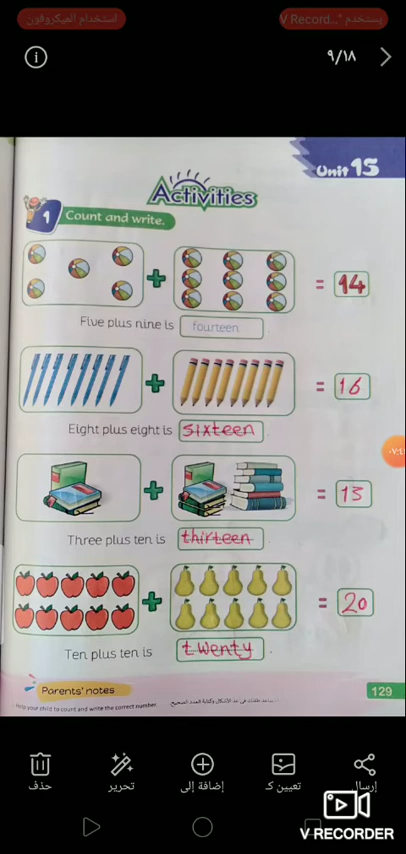 استخدام الميكروفون
يستخدم "...V Record
٩/١٨
Unit 15
Activities
1 Count and write.
+ = 14
Five plus nine is fourteen.
+ = 16
Eight plus eight is sixteen.
+ = 13
Three plus ten is thirteen.
+ = 20
Ten plus ten is twenty.
Parents' notes
129
Help your child to count and write the correct number.
حذف
تحرير
إضافة إلى
تعيين كـ
إرسال
V RECORDER